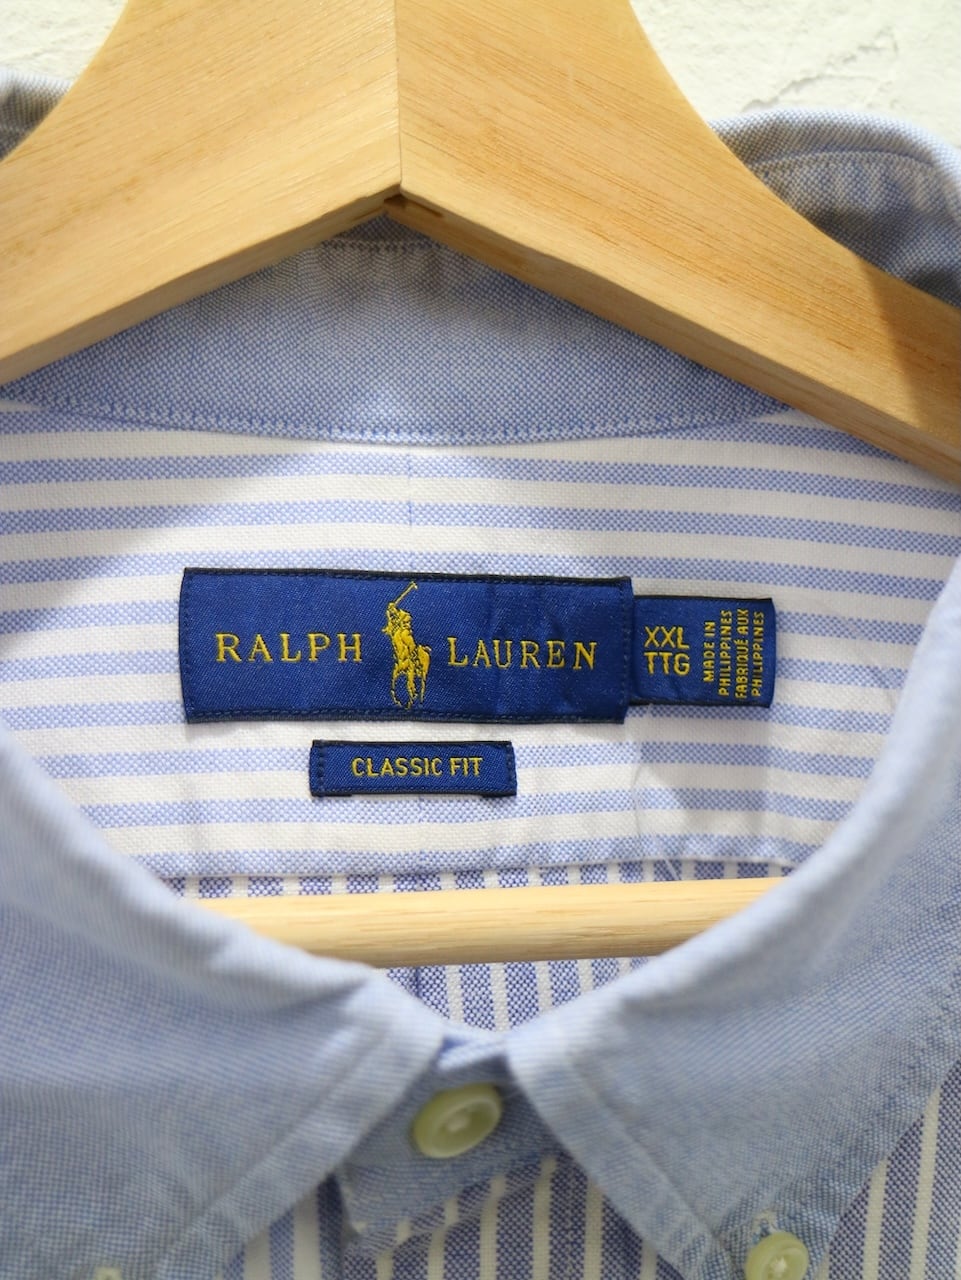 RALPH LAUREN
XXL
TTG
MADE IN
PHILIPPINES
FABRIQUÉ AUX
PHILIPPINES
CLASSIC FIT